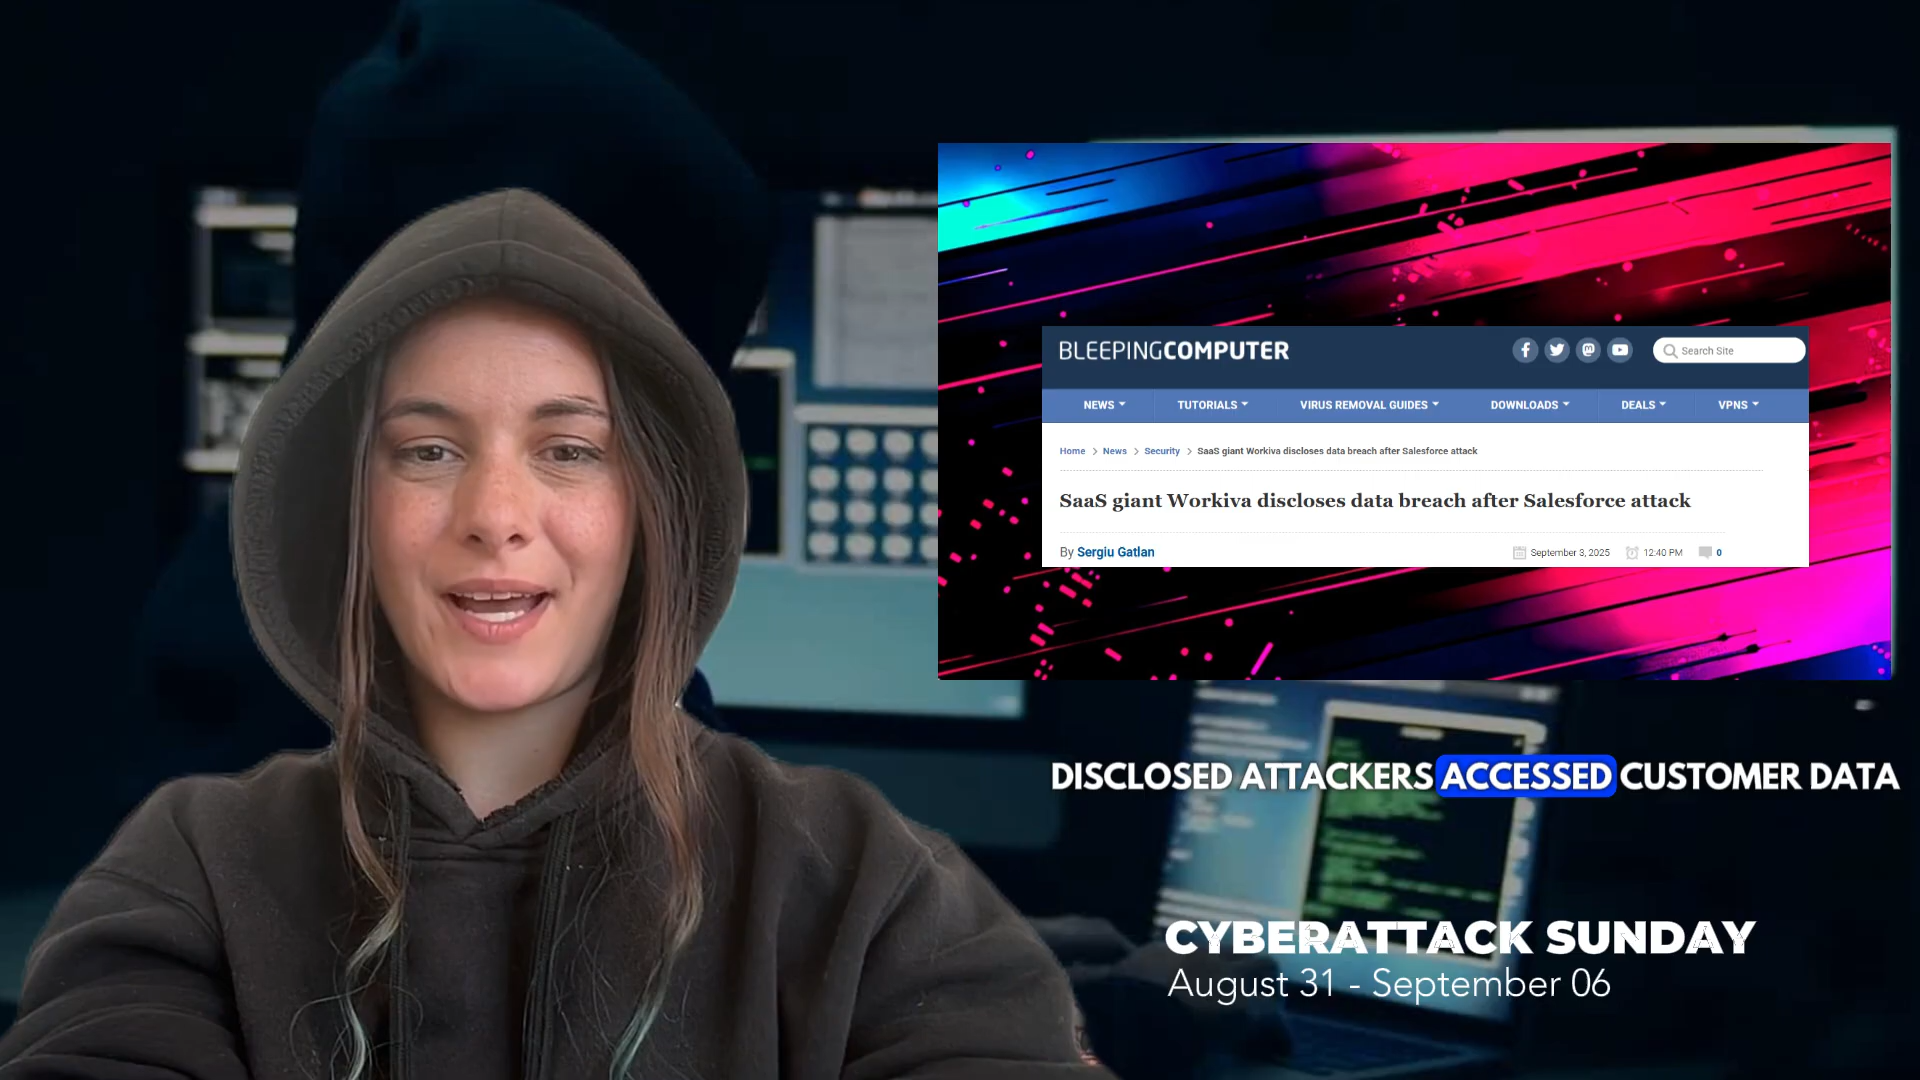 BLEEPINGCOMPUTER
Search Site
NEWS TUTORIALS VIRUS REMOVAL GUIDES DOWNLOADS DEALS VPNS
Home > News > Security > SaaS giant Workiva discloses data breach after Salesforce attack
SaaS giant Workiva discloses data breach after Salesforce attack
By Sergiu Gatlan September 3, 2025 12:40 PM 0
DISCLOSED ATTACKERS ACCESSED CUSTOMER DATA
CYBERATTACK SUNDAY
August 31 - September 06